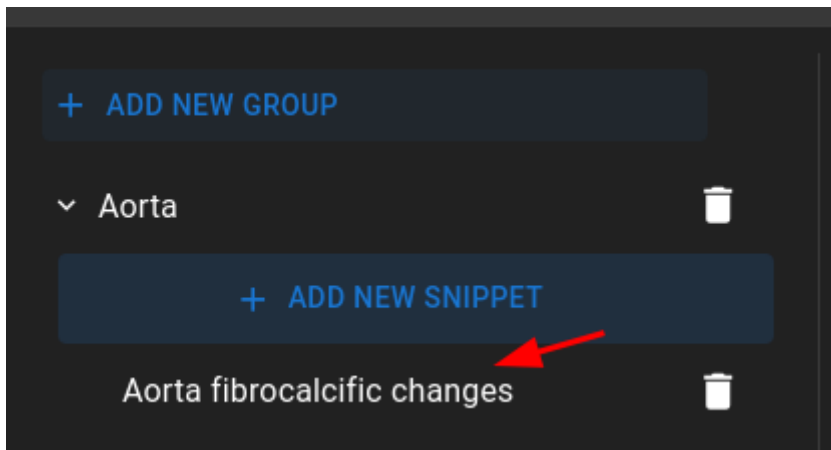 + ADD NEW GROUP
Aorta
+ ADD NEW SNIPPET
Aorta fibrocalcific changes